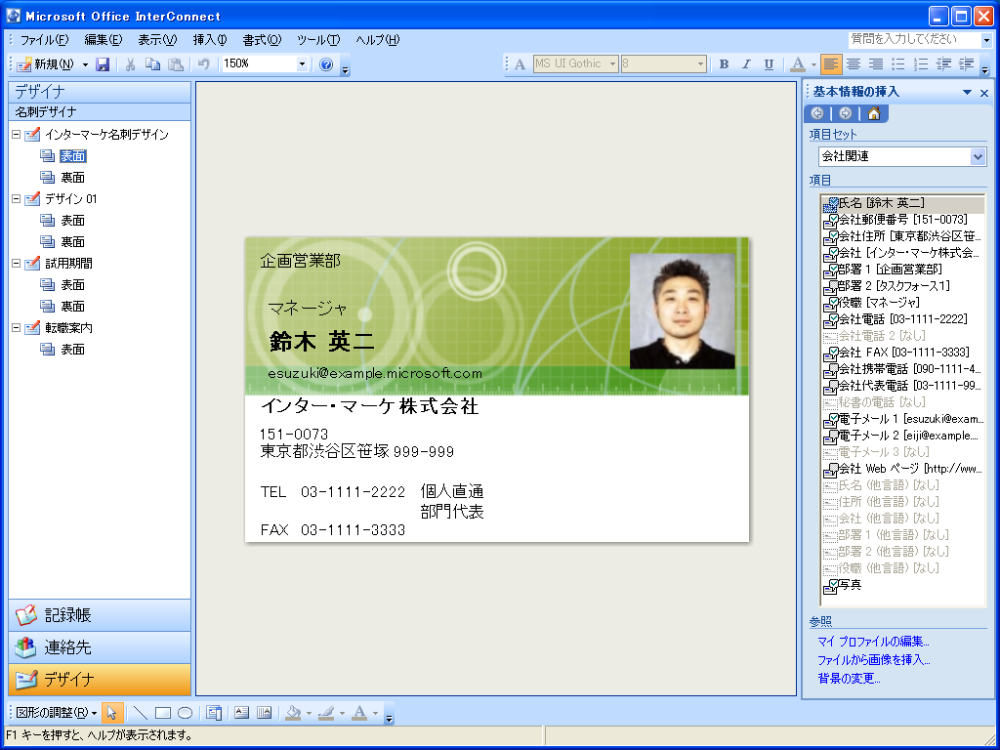 Microsoft Office InterConnect
ファイル(F) 編集(E) 表示(V) 挿入(I) 書式(O) ツール(T) ヘルプ(H) 質問を入力してください
新規(N) 150% MS UI Gothic 8 B I U A
デザイナ
名刺デザイナ
インターマーケ名刺デザイン
表面
裏面
デザイン 01
表面
裏面
試用期間
表面
裏面
転職案内
表面
記録帳
連絡先
デザイナ
企画営業部
マネージャ
鈴木 英二
esuzuki@example.microsoft.com
インター・マーケ株式会社
151-0073
東京都渋谷区笹塚 999-999
TEL 03-1111-2222 個人直通
部門代表
FAX 03-1111-3333
基本情報の挿入
項目セット
会社関連
項目
氏名 [鈴木 英二]
会社郵便番号 [151-0073]
会社住所 [東京都渋谷区笹...
会社 [インター・マーケ株式会...
部署 1 [企画営業部]
部署 2 [タスクフォース1]
役職 [マネージャ]
会社電話 [03-1111-2222]
会社電話 2 [なし]
会社 FAX [03-1111-3333]
会社携帯電話 [090-1111-4...
会社代表電話 [03-1111-99...
秘書の電話 [なし]
電子メール 1 [esuzuki@exam...
電子メール 2 [eiji@example....
電子メール 3 [なし]
会社 Web ページ [http://ww...
氏名 (他言語) [なし]
住所 (他言語) [なし]
会社 (他言語) [なし]
部署 1 (他言語) [なし]
部署 2 (他言語) [なし]
役職 (他言語) [なし]
写真
参照
マイ プロファイルの編集...
ファイルから画像を挿入...
背景の変更...
図形の調整(R)
F1 キーを押すと、ヘルプが表示されます。